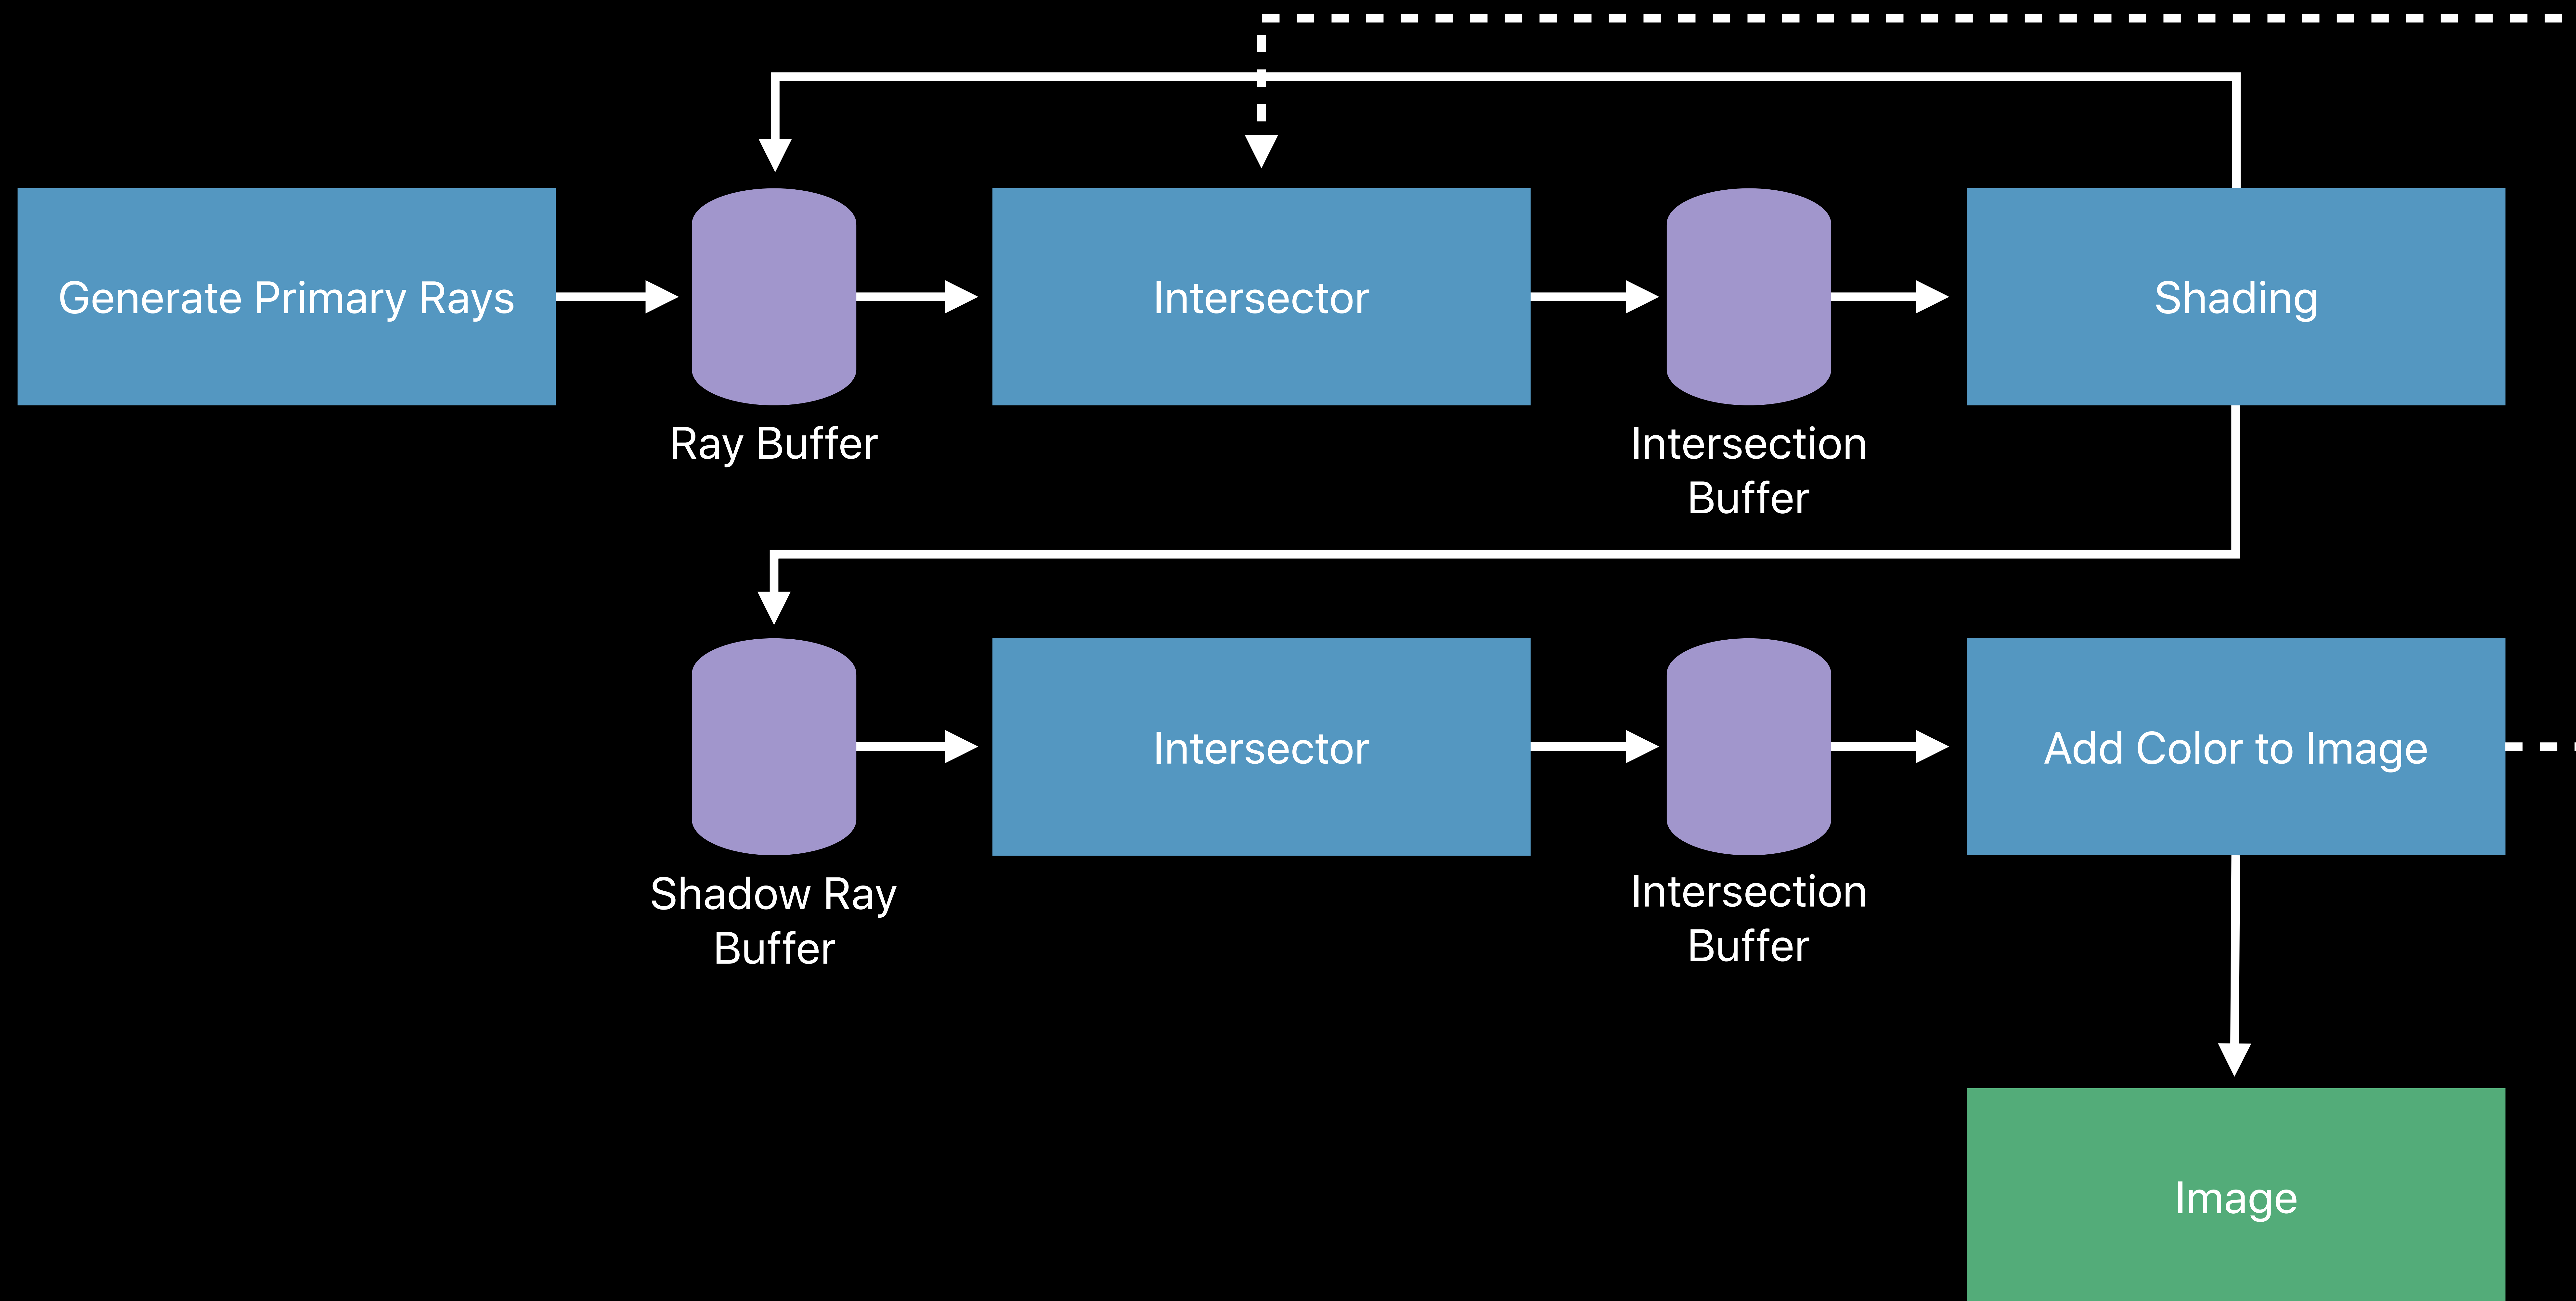 Generate Primary Rays
Intersector
Shading
Ray Buffer
Intersection
Buffer
Intersector
Add Color to Image
Shadow Ray
Buffer
Intersection
Buffer
Image